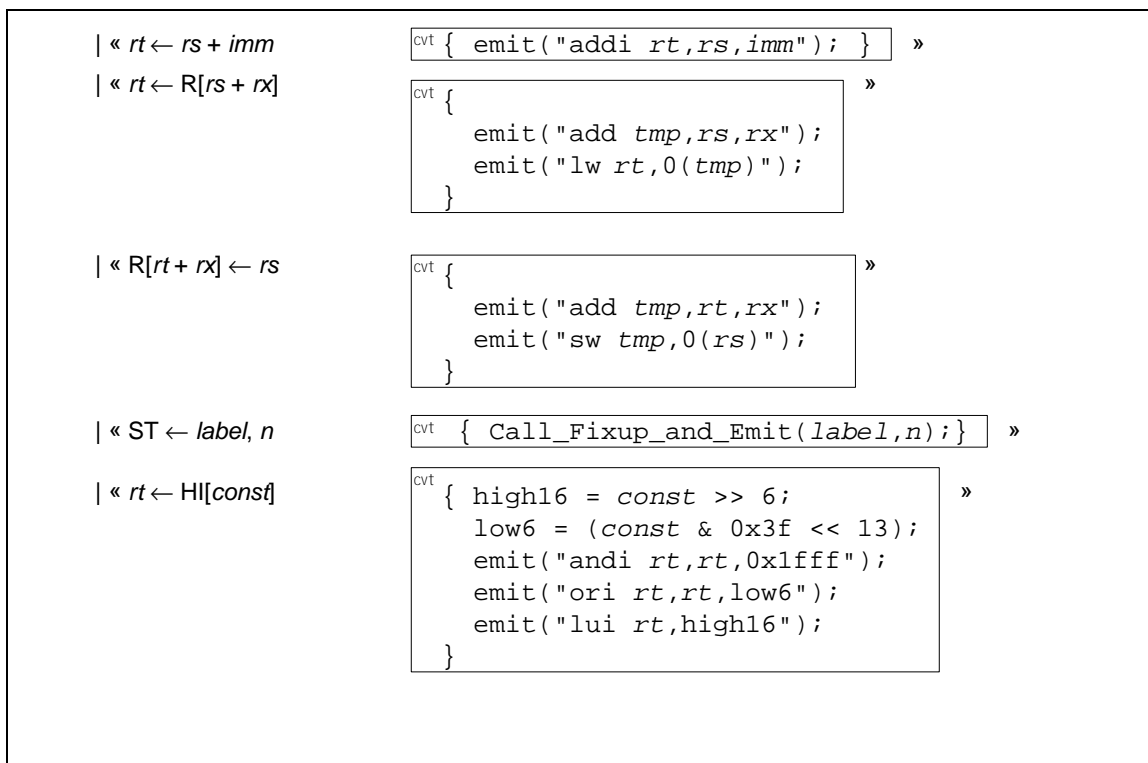 | « rt ← rs + imm cvt { emit("addi rt,rs,imm"); } »
| « rt ← R[rs + rx] cvt { »
emit("add tmp,rs,rx");
emit("lw rt,0(tmp)");
}
| « R[rt + rx] ← rs cvt { »
emit("add tmp,rt,rx");
emit("sw tmp,0(rs)");
}
| « ST ← label, n cvt { Call_Fixup_and_Emit(label,n);} »
| « rt ← HI[const] cvt { high16 = const >> 6; »
low6 = (const & 0x3f << 13);
emit("andi rt,rt,0x1fff");
emit("ori rt,rt,low6");
emit("lui rt,high16");
}